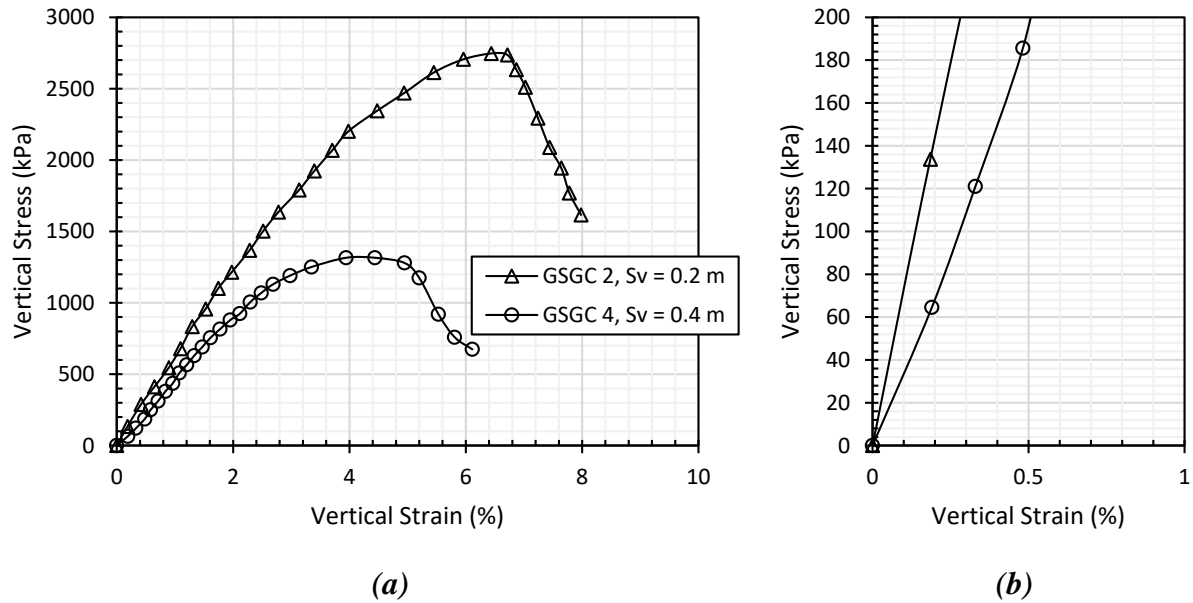 3000
2500
2000
1500
1000
500
0
Vertical Stress (kPa)
0 2 4 6 8 10
Vertical Strain (%)
GSGC 2, Sv = 0.2 m
GSGC 4, Sv = 0.4 m
(a)
200
180
160
140
120
100
80
60
40
20
0
Vertical Stress (kPa)
0 0.5 1
Vertical Strain (%)
(b)